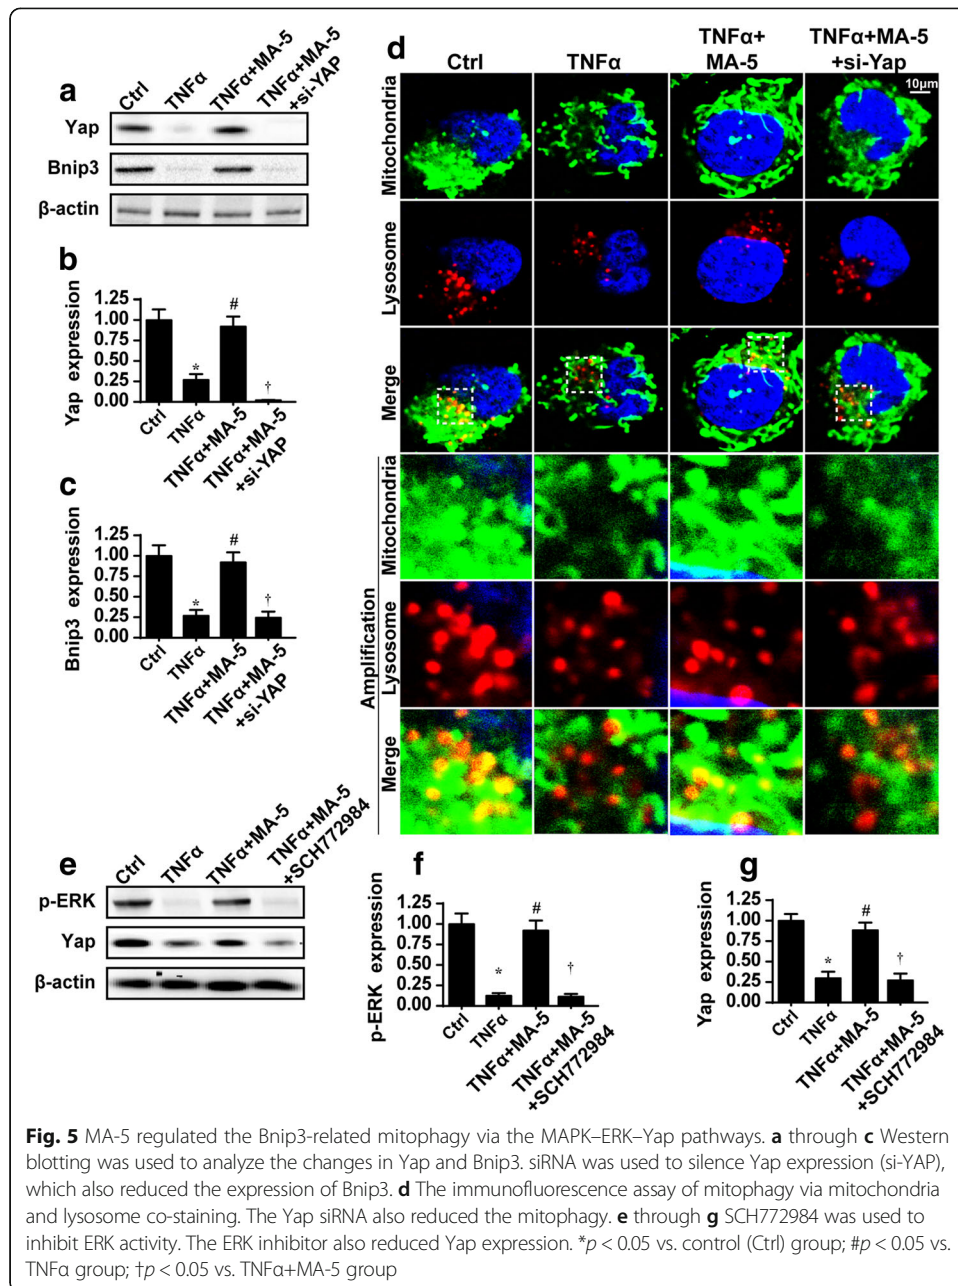 a
Ctrl TNFα TNFα+MA-5 TNFα+MA-5
+si-YAP
Yap
Bnip3
β-actin
b
Yap expression
1.25
1.00
0.75
0.50
0.25
0.00
* # †
Ctrl TNFα TNFα+MA-5 TNFα+MA-5
+si-YAP
c
Bnip3 expression
1.25
1.00
0.75
0.50
0.25
0.00
* # †
Ctrl TNFα TNFα+MA-5 TNFα+MA-5
+si-YAP
d
Ctrl TNFα TNFα+ TNFα+MA-5
MA-5 +si-Yap
10μm
Mitochondria
Lysosome
Merge
Amplification
Mitochondria
Lysosome
Merge
e
Ctrl TNFα TNFα+MA-5 TNFα+MA-5
+SCH772984
p-ERK
Yap
β-actin
f
p-ERK expression
1.25
1.00
0.75
0.50
0.25
0.00
* # †
Ctrl TNFα TNFα+MA-5 TNFα+MA-5
+SCH772984
g
Yap expression
1.25
1.00
0.75
0.50
0.25
0.00
* # †
Ctrl TNFα TNFα+MA-5 TNFα+MA-5
+SCH772984
Fig. 5 MA-5 regulated the Bnip3-related mitophagy via the MAPK–ERK–Yap pathways. a through c Western
blotting was used to analyze the changes in Yap and Bnip3. siRNA was used to silence Yap expression (si-YAP),
which also reduced the expression of Bnip3. d The immunofluorescence assay of mitophagy via mitochondria
and lysosome co-staining. The Yap siRNA also reduced the mitophagy. e through g SCH772984 was used to
inhibit ERK activity. The ERK inhibitor also reduced Yap expression. *p < 0.05 vs. control (Ctrl) group; #p < 0.05 vs.
TNFα group; †p < 0.05 vs. TNFα+MA-5 group